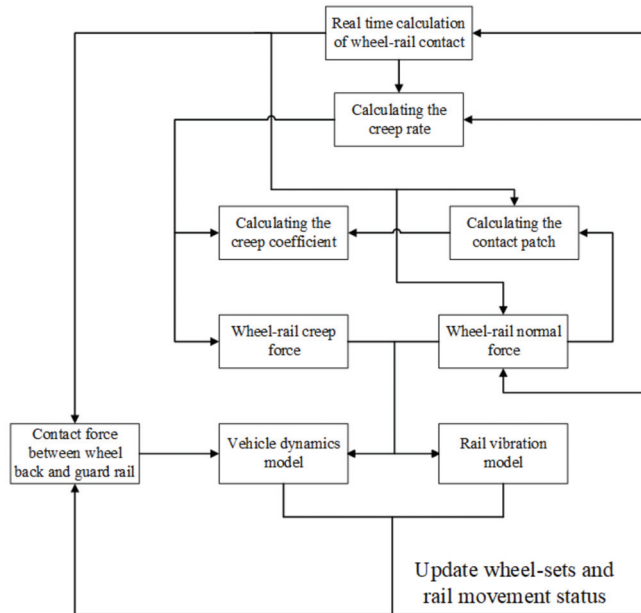 Real time calculation
of wheel-rail contact
Calculating the
creep rate
Calculating the
creep coefficient
Calculating the
contact patch
Wheel-rail creep
force
Wheel-rail normal
force
Contact force
between wheel
back and guard rail
Vehicle dynamics
model
Rail vibration
model
Update wheel-sets and
rail movement status